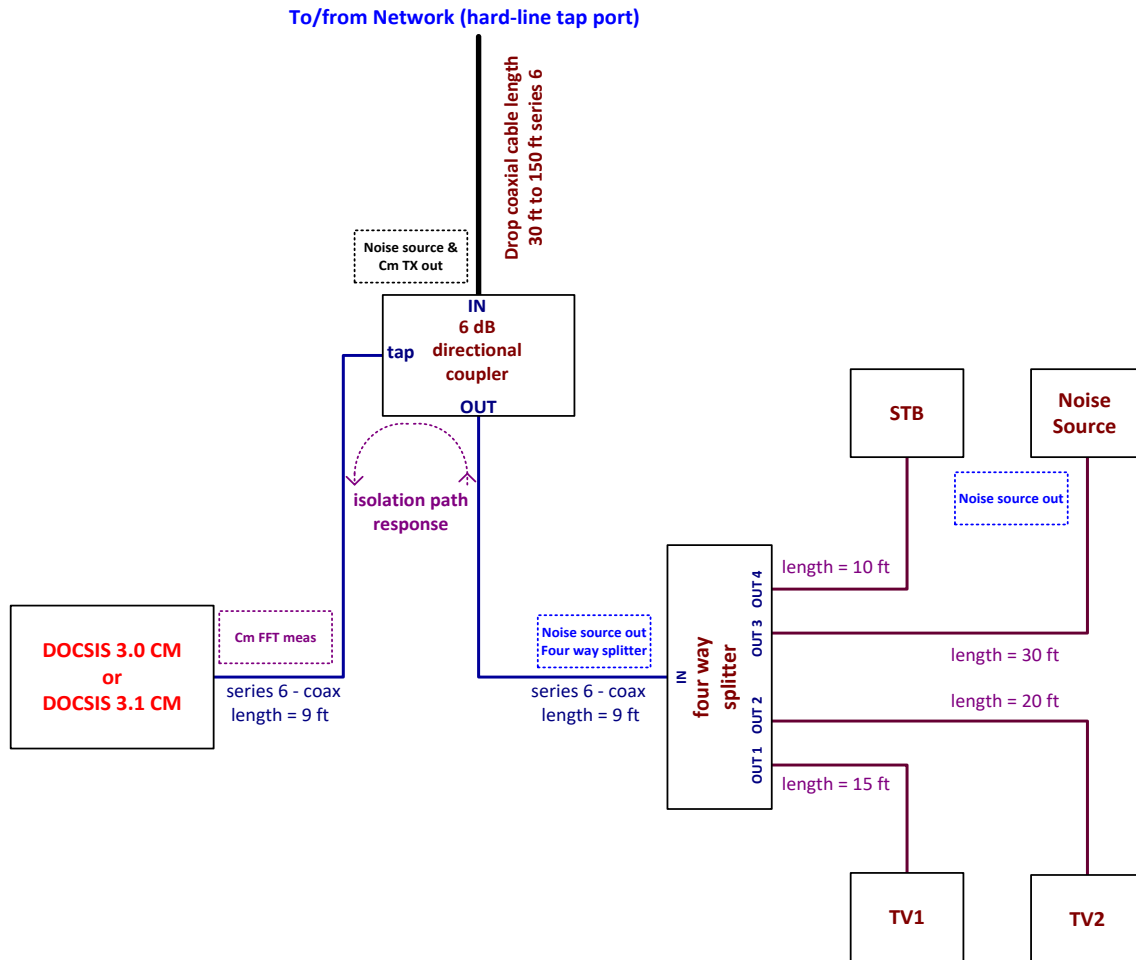 To/from Network (hard-line tap port)
Drop coaxial cable length
30 ft to 150 ft series 6
Noise source &
Cm TX out
IN
6 dB
directional
coupler
tap
OUT
isolation path
response
STB
Noise
Source
Noise source out
length = 10 ft
OUT 4
OUT 3
length = 30 ft
DOCSIS 3.0 CM
or
DOCSIS 3.1 CM
Cm FFT meas
series 6 - coax
length = 9 ft
Noise source out
Four way splitter
series 6 - coax
length = 9 ft
IN
four way
splitter
OUT 2
OUT 1
length = 20 ft
length = 15 ft
TV1
TV2